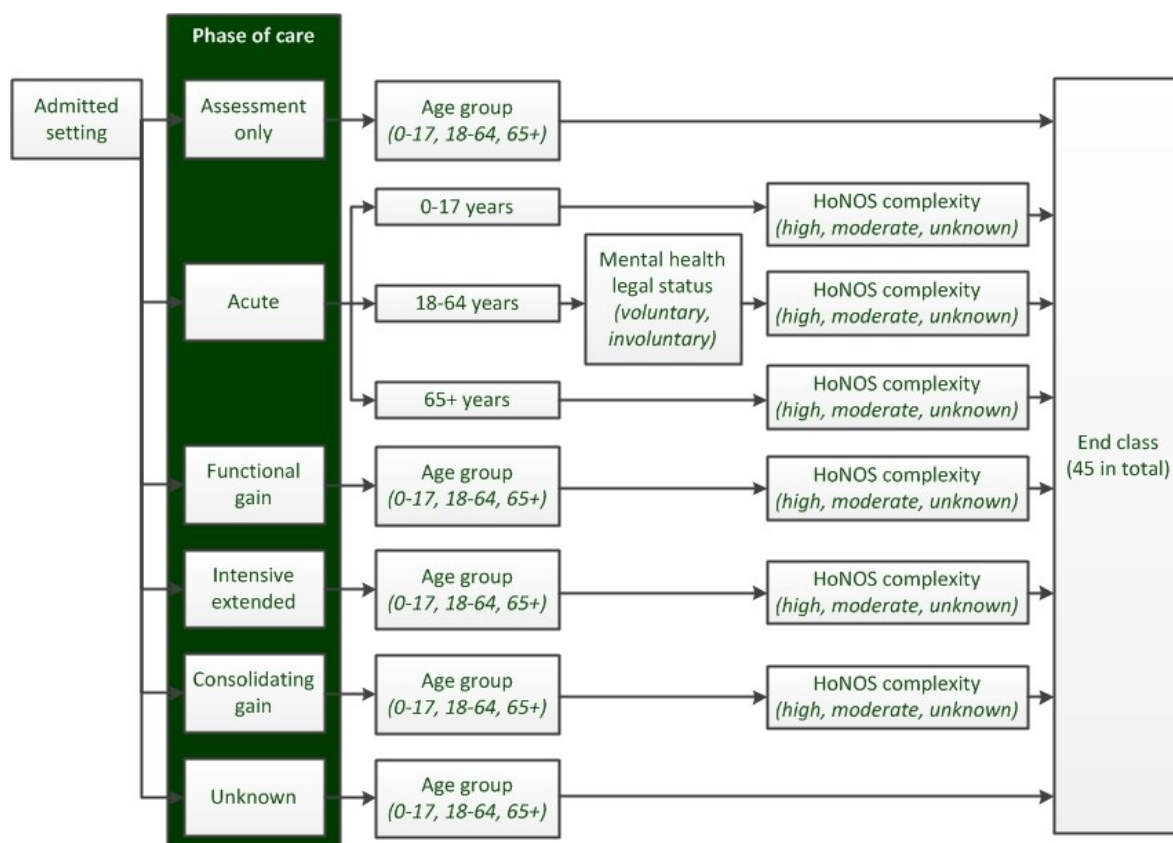 Phase of care
Admitted
setting
Assessment
only
Age group
(0-17, 18-64, 65+)
Acute
0-17 years
HoNOS complexity
(high, moderate, unknown)
18-64 years
Mental health
legal status
(voluntary,
involuntary)
HoNOS complexity
(high, moderate, unknown)
65+ years
HoNOS complexity
(high, moderate, unknown)
Functional
gain
Age group
(0-17, 18-64, 65+)
HoNOS complexity
(high, moderate, unknown)
Intensive
extended
Age group
(0-17, 18-64, 65+)
HoNOS complexity
(high, moderate, unknown)
Consolidating
gain
Age group
(0-17, 18-64, 65+)
HoNOS complexity
(high, moderate, unknown)
Unknown
Age group
(0-17, 18-64, 65+)
End class
(45 in total)